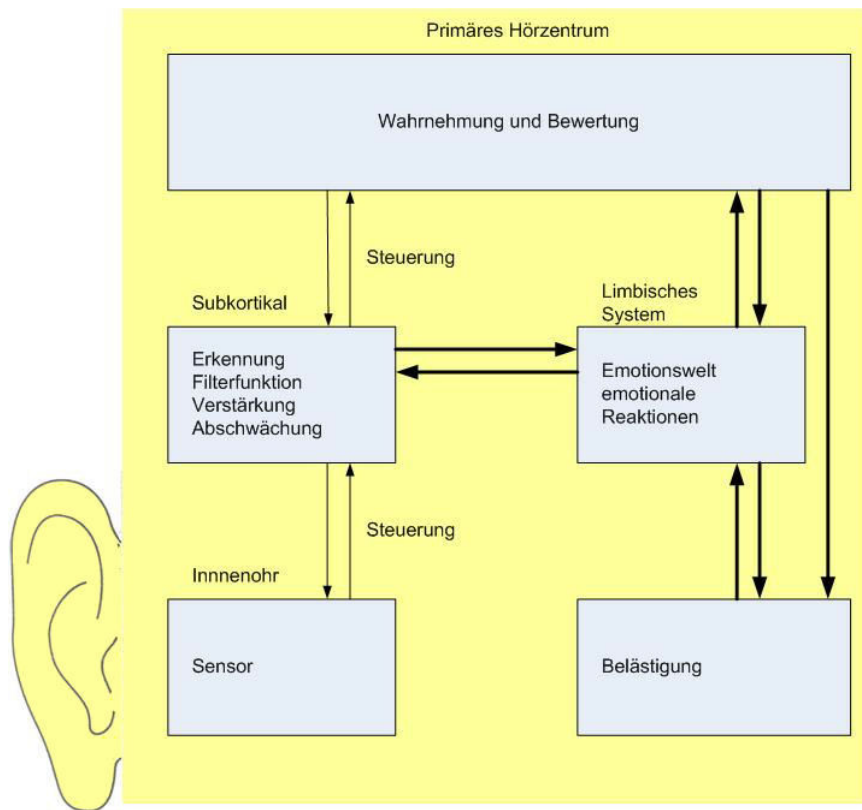 Primäres Hörzentrum
Wahrnehmung und Bewertung
Steuerung
Subkortikal
Limbisches
System
Erkennung
Filterfunktion
Verstärkung
Abschwächung
Emotionswelt
emotionale
Reaktionen
Steuerung
Innnenohr
Sensor
Belästigung